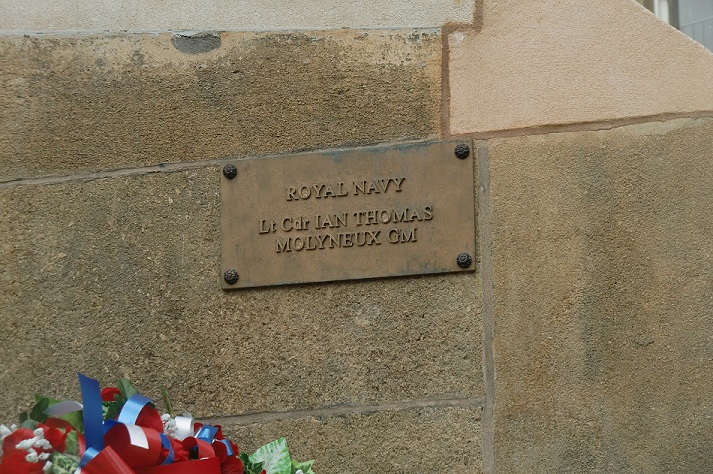 ROYAL NAVY
Lt Cdr IAN THOMAS
MOLYNEUX GM